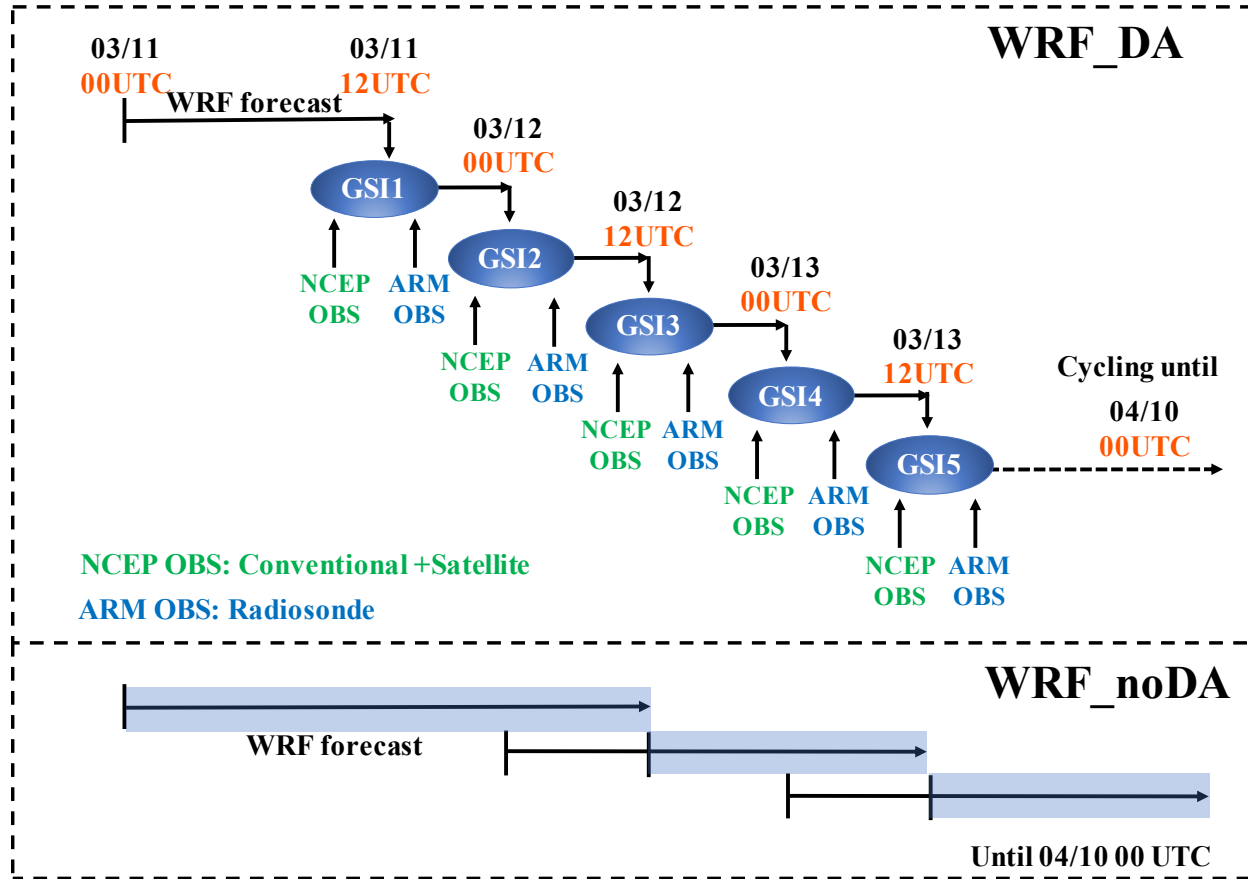 WRF_DA
03/11
00UTC
03/11
12UTC
WRF forecast
03/12
00UTC
GSI1
03/12
12UTC
GSI2
NCEP
OBS
ARM
OBS
03/13
00UTC
GSI3
NCEP
OBS
ARM
OBS
03/13
12UTC
GSI4
NCEP
OBS
ARM
OBS
Cycling until
04/10
00UTC
GSI5
NCEP
OBS
ARM
OBS
NCEP
OBS
ARM
OBS
NCEP OBS: Conventional +Satellite
ARM OBS: Radiosonde
WRF_noDA
WRF forecast
Until 04/10 00 UTC